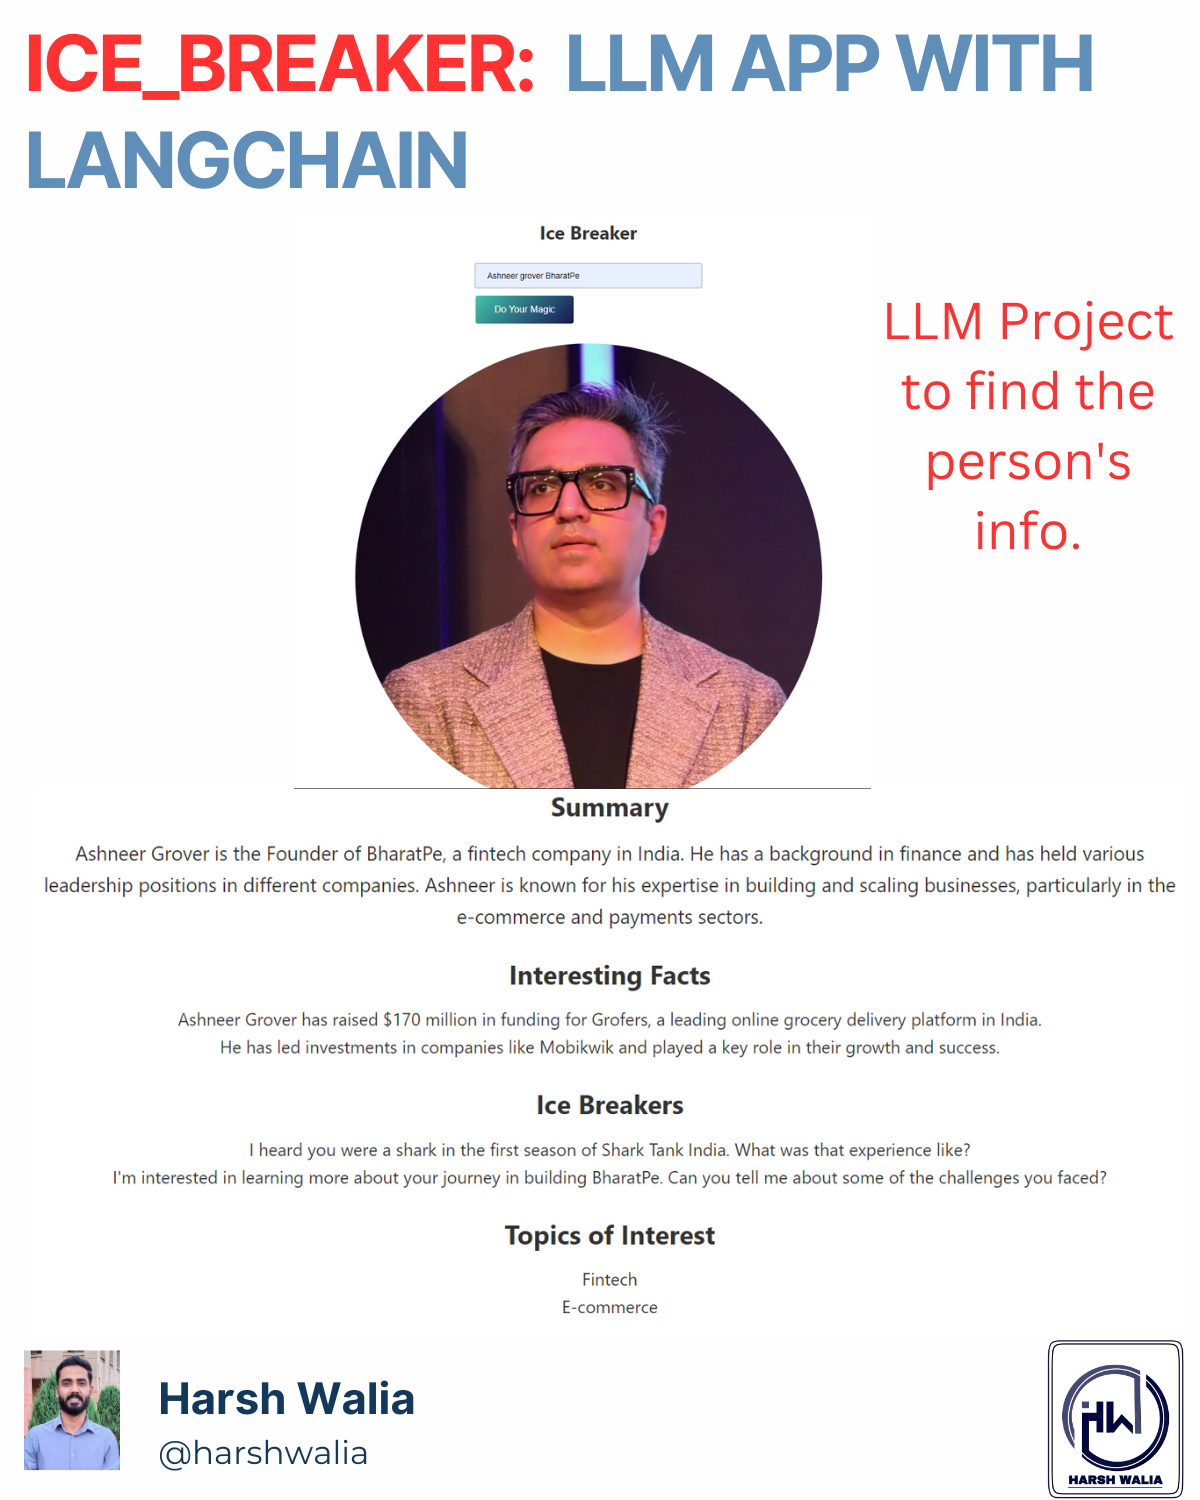 ICE_BREAKER: LLM APP WITH
LANGCHAIN
Ice Breaker
Ashneer grover BharatPe
Do Your Magic
LLM Project
to find the
person's
info.
Summary
Ashneer Grover is the Founder of BharatPe, a fintech company in India. He has a background in finance and has held various
leadership positions in different companies. Ashneer is known for his expertise in building and scaling businesses, particularly in the
e-commerce and payments sectors.
Interesting Facts
Ashneer Grover has raised $170 million in funding for Grofers, a leading online grocery delivery platform in India.
He has led investments in companies like Mobikwik and played a key role in their growth and success.
Ice Breakers
I heard you were a shark in the first season of Shark Tank India. What was that experience like?
I'm interested in learning more about your journey in building BharatPe. Can you tell me about some of the challenges you faced?
Topics of Interest
Fintech
E-commerce
Harsh Walia
@harshwalia
HW
HARSH WALIA